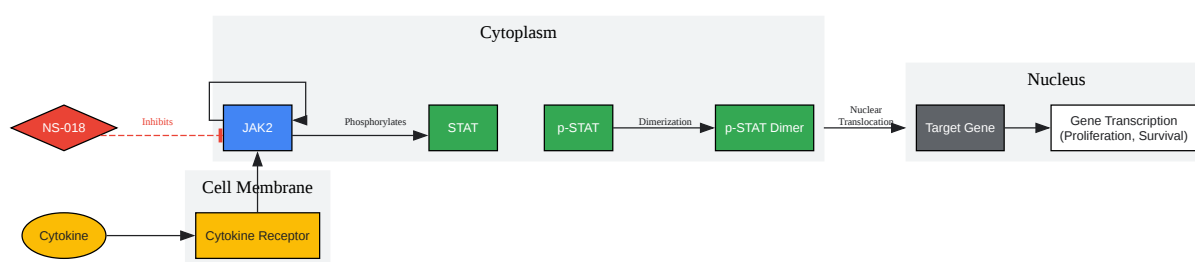 Cytoplasm
Nucleus
NS-018
Inhibits
JAK2
Phosphorylates
STAT
p-STAT
Dimerization
p-STAT Dimer
Nuclear
Translocation
Target Gene
Gene Transcription
(Proliferation, Survival)
Cell Membrane
Cytokine
Cytokine Receptor